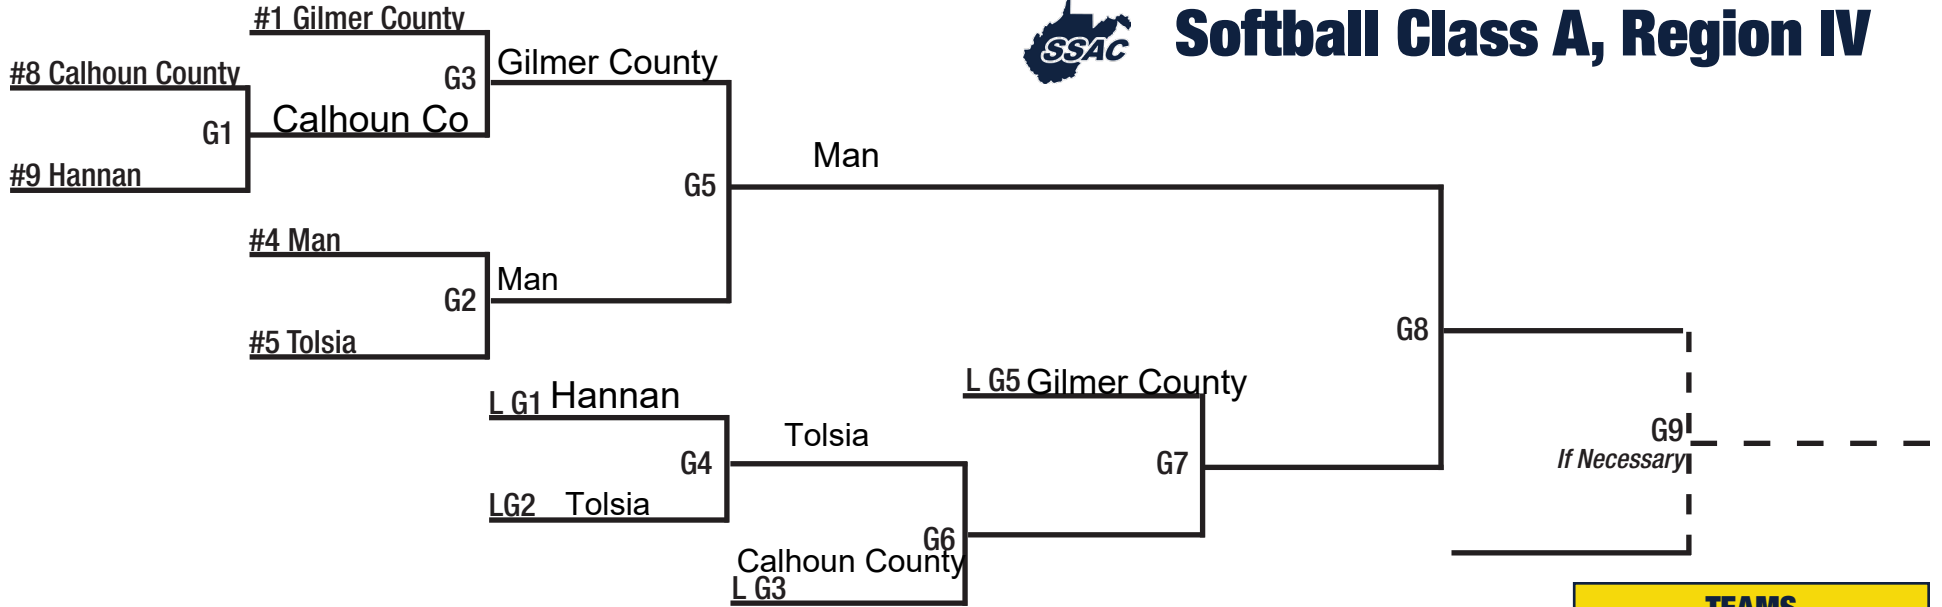 #1 Gilmer County
SSAC
Softball Class A, Region IV
#8 Calhoun County
G3
Gilmer County
G1
Calhoun Co
#9 Hannan
Man
G5
#4 Man
G2
Man
#5 Tolsia
G8
L G1 Hannan
L G5 Gilmer County
Tolsia
G4
G7
G9
If Necessary
LG2 Tolsia
G6
Calhoun County
L G3
TEAMS